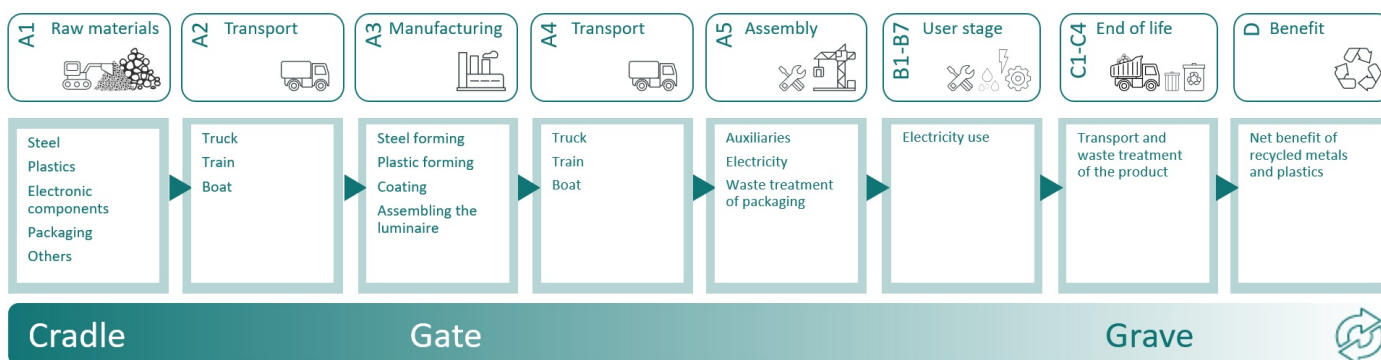 A1 Raw materials
A2 Transport
A3 Manufacturing
A4 Transport
A5 Assembly
B1-B7 User stage
C1-C4 End of life
D Benefit
Steel
Plastics
Electronic
components
Packaging
Others
Truck
Train
Boat
Steel forming
Plastic forming
Coating
Assembling the
luminaire
Truck
Train
Boat
Auxiliaries
Electricity
Waste treatment
of packaging
Electricity use
Transport and
waste treatment
of the product
Net benefit of
recycled metals
and plastics
Cradle
Gate
Grave